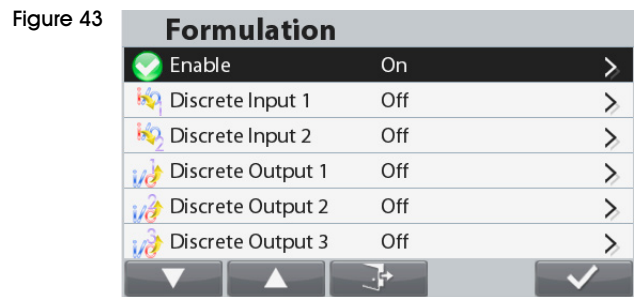 Figure 43
Formulation
Enable On
Discrete Input 1 Off
Discrete Input 2 Off
Discrete Output 1 Off
Discrete Output 2 Off
Discrete Output 3 Off